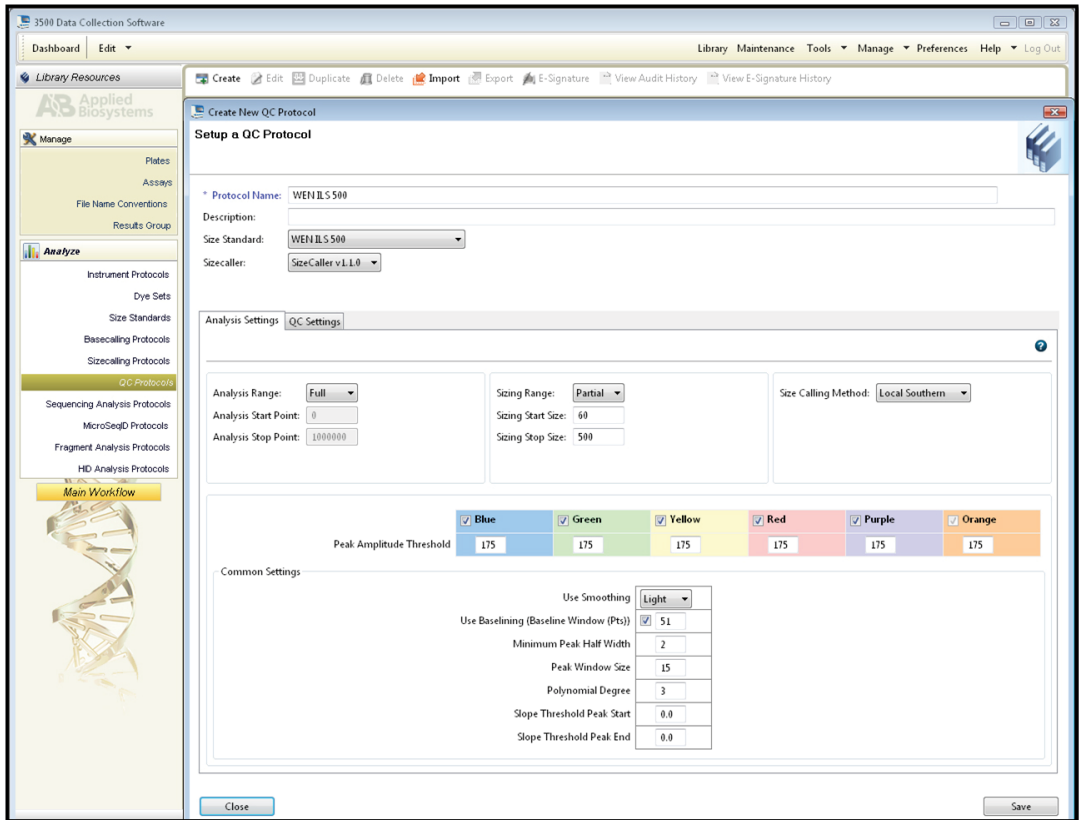 3500 Data Collection Software
Dashboard Edit Library Maintenance Tools Manage Preferences Help Log Out
Library Resources
Create Edit Duplicate Delete Import Export E-Signature View Audit History View E-Signature History
AB Applied Biosystems
Manage
Plates
Assays
File Name Conventions
Results Group
Analyze
Instrument Protocols
Dye Sets
Size Standards
Basecalling Protocols
Sizecalling Protocols
QC Protocols
Sequencing Analysis Protocols
MicroSeqID Protocols
Fragment Analysis Protocols
HID Analysis Protocols
Main Workflow
Create New QC Protocol
Setup a QC Protocol
* Protocol Name: WEN ILS 500
Description:
Size Standard: WEN ILS 500
Sizecaller: SizeCaller v1.1.0
Analysis Settings QC Settings
Analysis Range: Full
Analysis Start Point: 0
Analysis Stop Point: 1000000
Sizing Range: Partial
Sizing Start Size: 60
Sizing Stop Size: 500
Size Calling Method: Local Southern
Blue Green Yellow Red Purple Orange
Peak Amplitude Threshold 175 175 175 175 175 175
Common Settings
Use Smoothing Light
Use Baselining (Baseline Window (Pts)) 51
Minimum Peak Half Width 2
Peak Window Size 15
Polynomial Degree 3
Slope Threshold Peak Start 0.0
Slope Threshold Peak End 0.0
Close Save